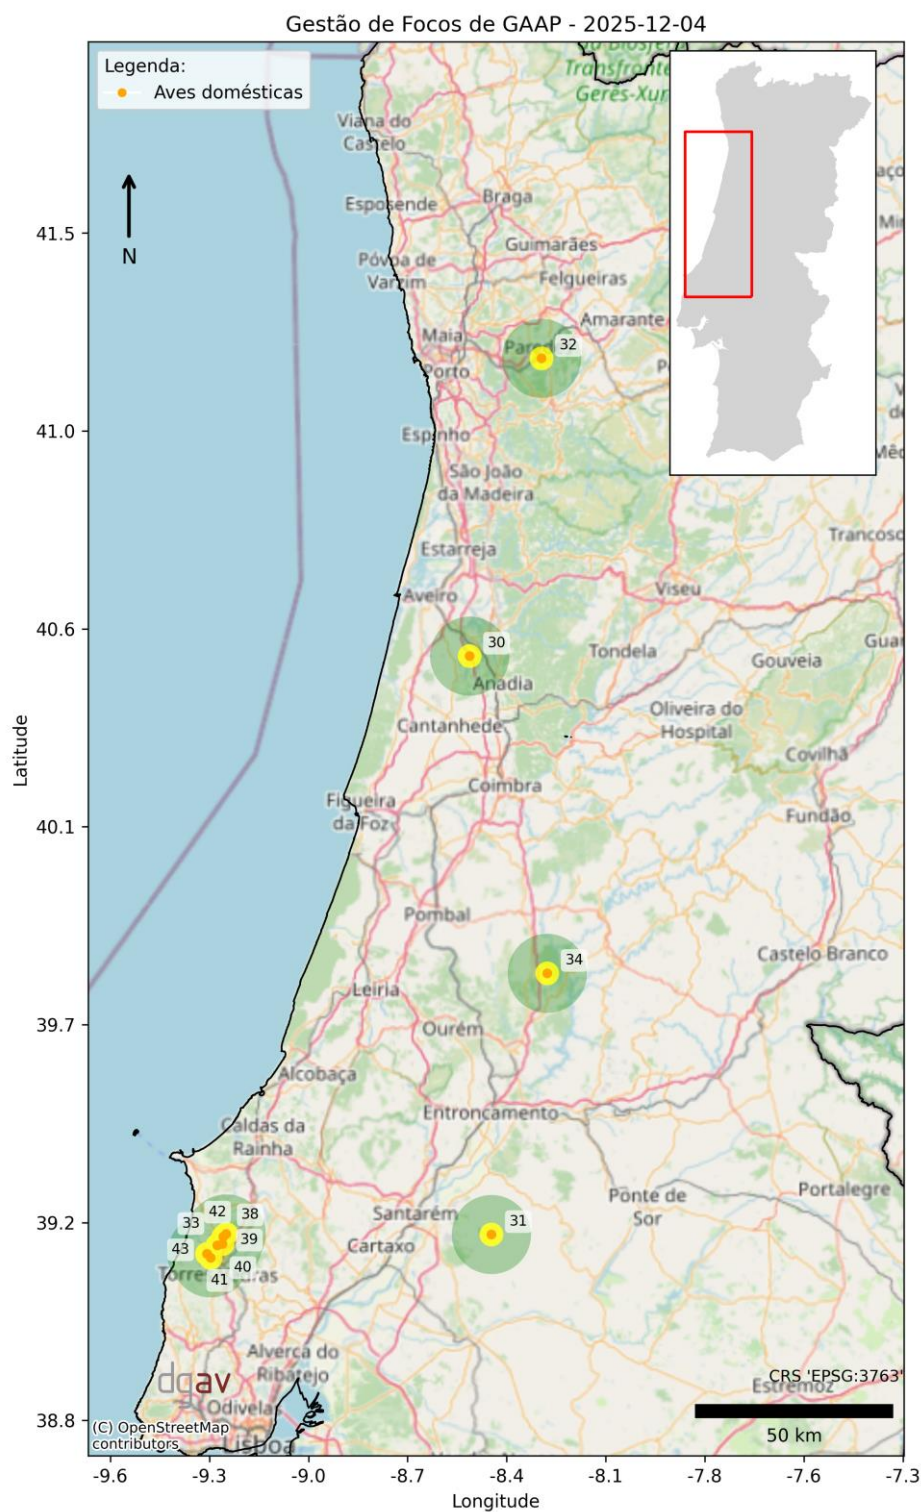 Gestão de Focos de GAAP - 2025-12-04
Legenda:
Aves domésticas
N
Transfronte
Gerês-Xur
Viana do
Castelo
Braga
Esposende
41.5
Guimarães
Póvoa de
Varzim
Felgueiras
Amarante
Maia
32
Porto
41.0
Espinho
São João
da Madeira
Trancoso
Estarreja
Viseu
Aveiro
40.6
30
Tondela
Gouveia
Anadia
Oliveira do
Hospital
Cantanhede
Latitude
Covilhã
Coimbra
Figueira
da Foz
Fundão
40.1
Pombal
34
Castelo Branco
Leiria
39.7
Ourém
Alcobaça
Entroncamento
Caldas da
Rainha
Portalegre
Ponte de
Sor
39.2
42
38
33
Santarém
31
39
43
Cartaxo
40
41
Alverca do
Ribatejo
dgav
CRS 'EPSG:3763'
Estremoz
Odivela
38.8
(C) OpenStreetMap
contributors
Lisboa
50 km
-9.6
-9.3
-9.0
-8.7
-8.4
-8.1
-7.8
-7.6
-7.3
Longitude